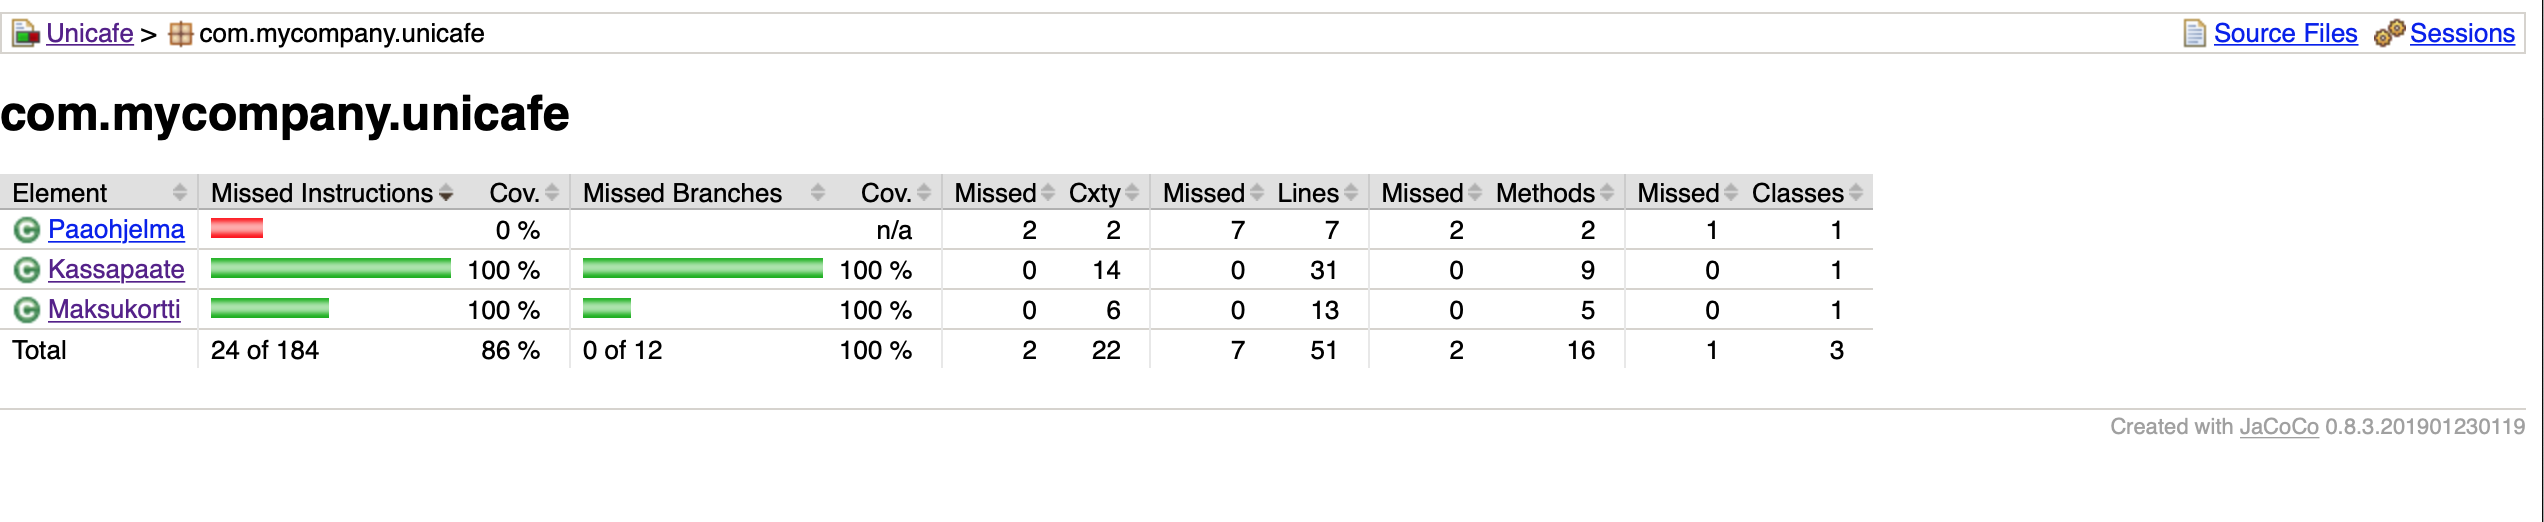 Unicafe > com.mycompany.unicafe Source Files Sessions
com.mycompany.unicafe
Element Missed Instructions Cov. Missed Branches Cov. Missed Cxty Missed Lines Missed Methods Missed Classes
Paaohjelma 0 % n/a 2 2 7 7 2 2 1 1
Kassapaate 100 % 100 % 0 14 0 31 0 9 0 1
Maksukortti 100 % 100 % 0 6 0 13 0 5 0 1
Total 24 of 184 86 % 0 of 12 100 % 2 22 7 51 2 16 1 3
Created with JaCoCo 0.8.3.201901230119